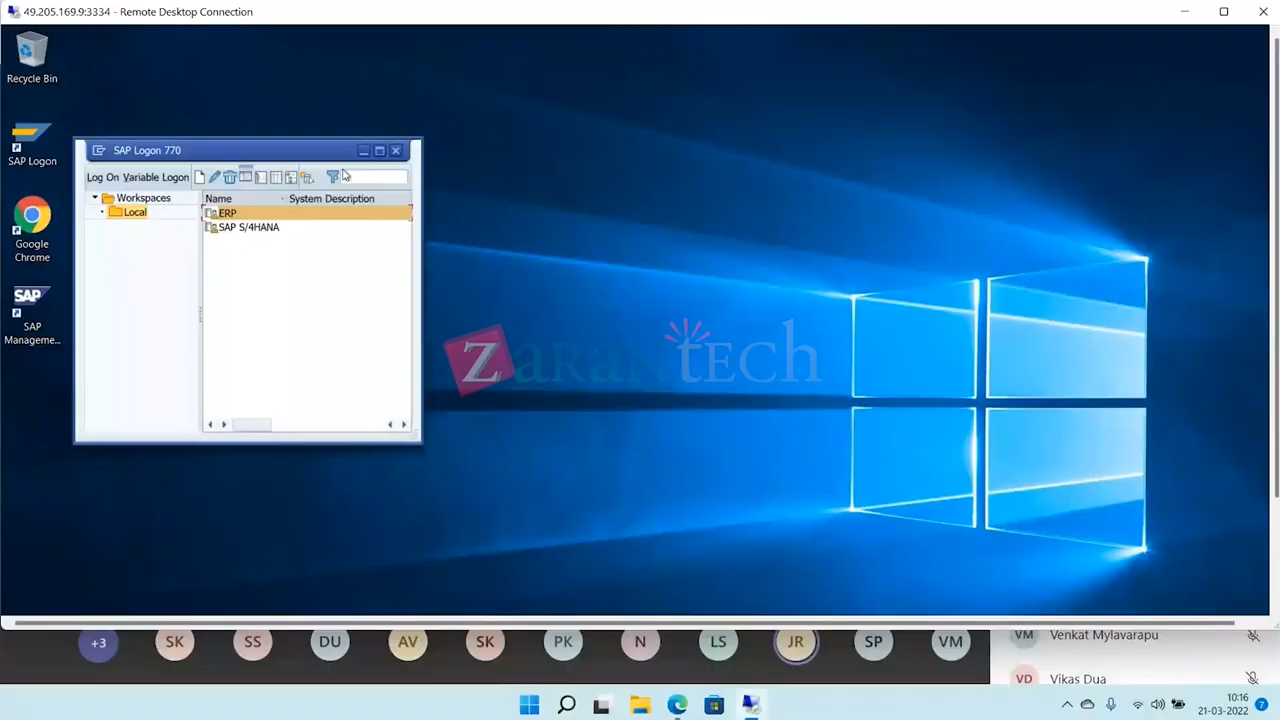 49.205.169.9:3334 - Remote Desktop Connection
Recycle Bin
SAP Logon
Google
Chrome
SAP
SAP
Manageme...
SAP Logon 770
Log On Variable Logon
Workspaces
Local
Name
System Description
ERP
SAP S/4HANA
ZARANTECH
+3
SK
SS
DU
AV
SK
PK
N
LS
JR
SP
VM
VM
Venkat Mylavarapu
VD
Vikas Dua
10:16
21-03-2022
7